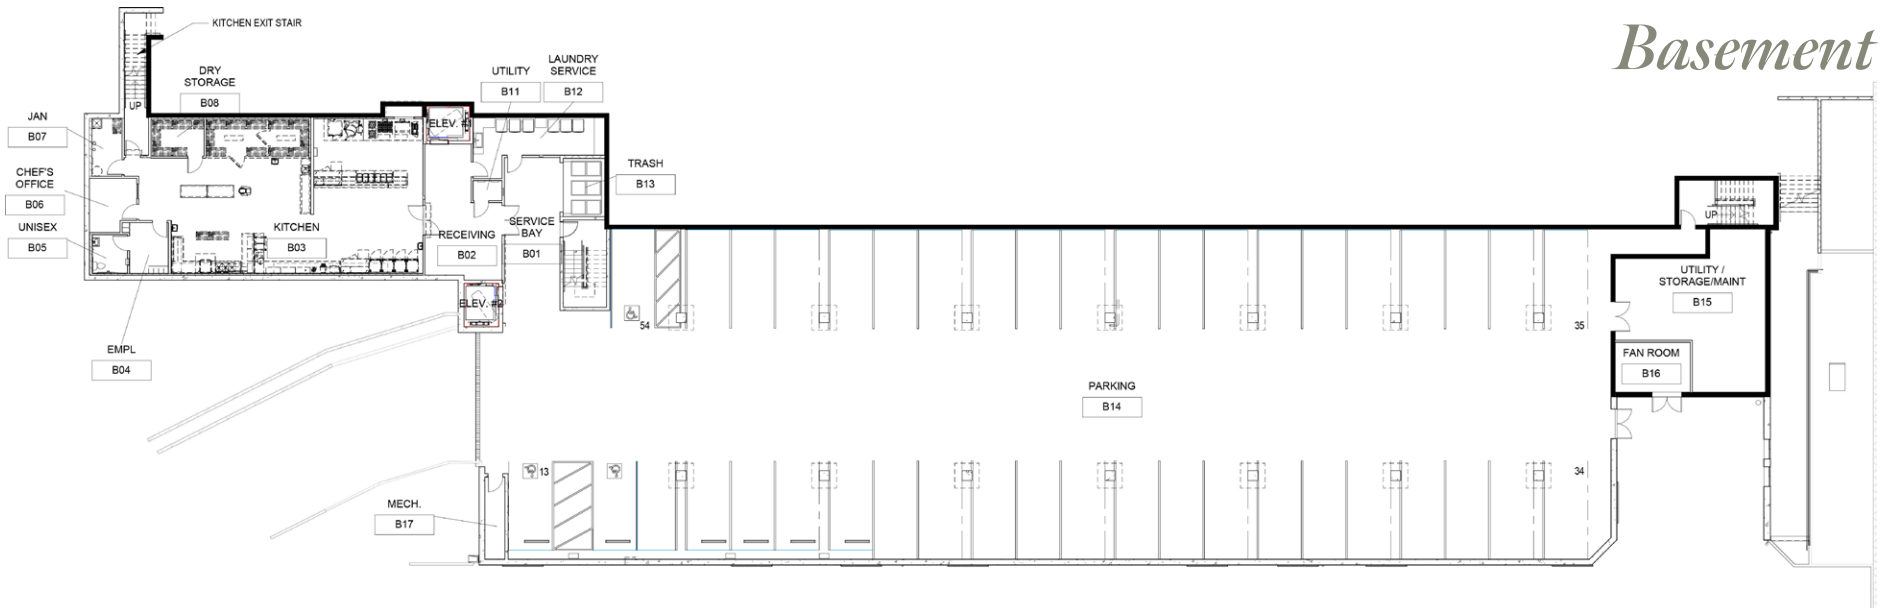 Basement
KITCHEN EXIT STAIR
DRY
STORAGE
B08
UP
UTILITY
B11
LAUNDRY
SERVICE
B12
JAN
B07
ELEV. #1
TRASH
B13
CHEF'S
OFFICE
B06
UNISEX
B05
KITCHEN
B03
RECEIVING
B02
SERVICE
BAY
B01
UP
UTILITY /
STORAGE/MAINT
B15
ELEV. #2
54
35
EMPL
B04
FAN ROOM
B16
PARKING
B14
13
34
MECH.
B17